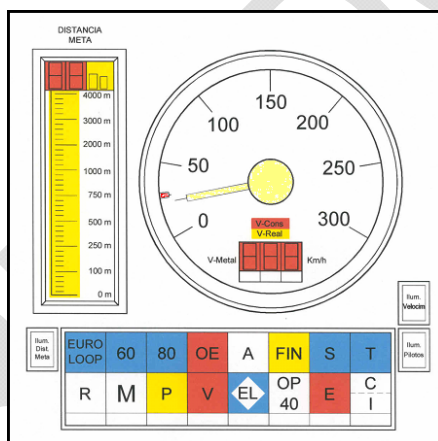 DISTANCIA
META
4000 m
3000 m
2000 m
1000 m
750 m
500 m
250 m
100 m
0 m
0
50
100
150
200
250
300
V-Cons
V-Real
V-Metal
Km/h
Ilum.
Velocim
Ilum.
Dist.
Meta
Ilum.
Pilotos
EURO LOOP 60 80 OE A FIN S T
R M P V EL OP 40 E C I